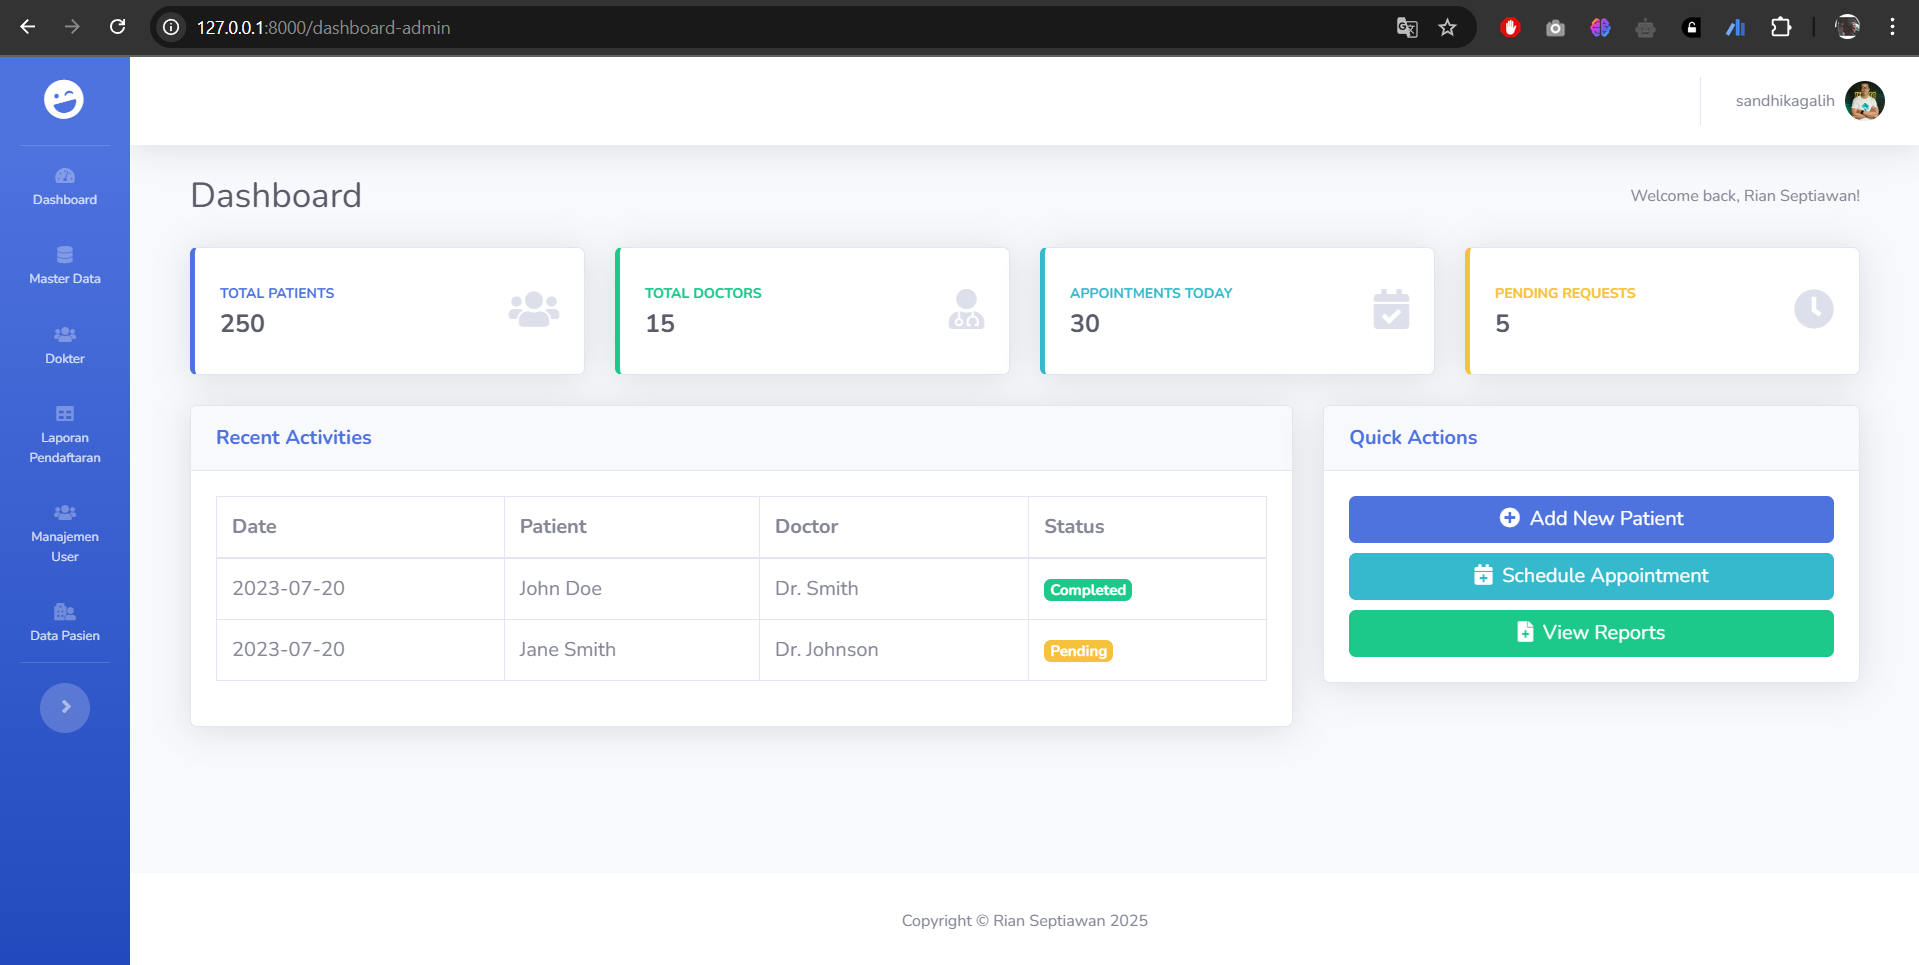 127.0.0.1:8000/dashboard-admin
sandhikagalih
Dashboard
Master Data
Dokter
Laporan
Pendaftaran
Manajemen
User
Data Pasien
Dashboard
Welcome back, Rian Septiawan!
TOTAL PATIENTS
250
TOTAL DOCTORS
15
APPOINTMENTS TODAY
30
PENDING REQUESTS
5
Recent Activities
Date Patient Doctor Status
2023-07-20 John Doe Dr. Smith Completed
2023-07-20 Jane Smith Dr. Johnson Pending
Quick Actions
Add New Patient
Schedule Appointment
View Reports
Copyright © Rian Septiawan 2025